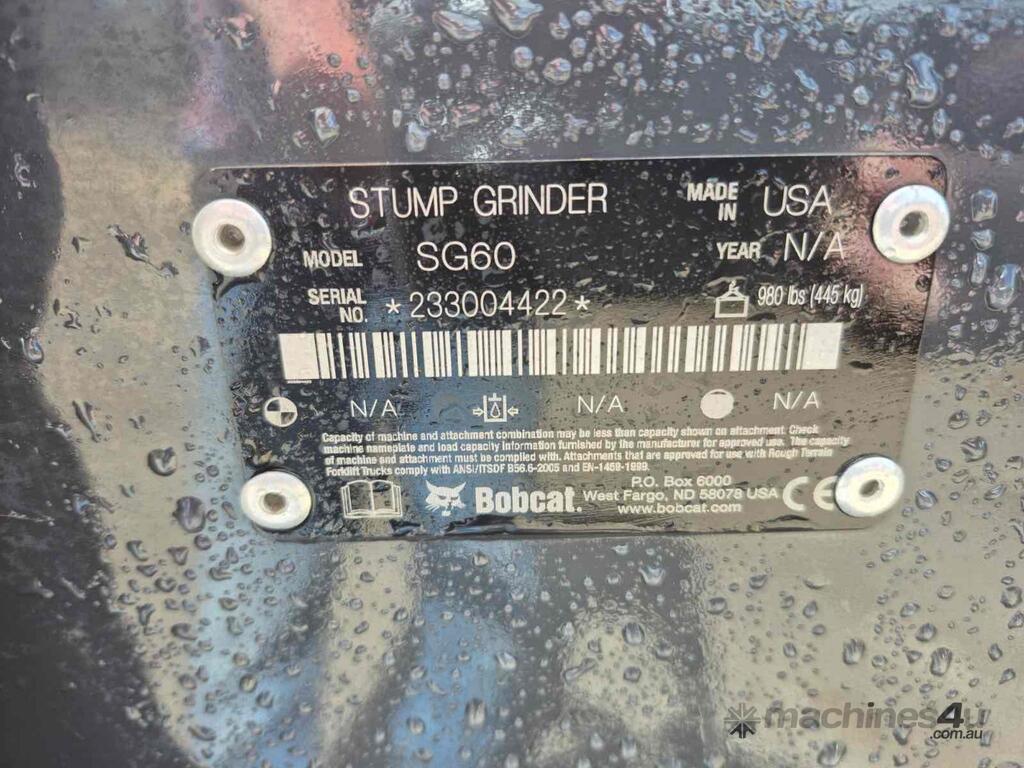 STUMP GRINDER MADE IN USA
MODEL SG60 YEAR N/A
SERIAL NO. *233004422* 980 lbs (445 kg)
N/A N/A N/A
Capacity of machine and attachment combination may be less than capacity shown on attachment. Check
machine nameplate and load capacity information furnished by the manufacturer for approved use. The capacity
of machine and attachment must be complied with. Attachments that are approved for use with Rough Terrain
Forklift Trucks comply with ANSI/ITSDF B56.6-2005 and EN-1459-1999.
Bobcat. P.O. Box 6000
West Fargo, ND 58078 USA
www.bobcat.com
CE
machines4u
.com.au